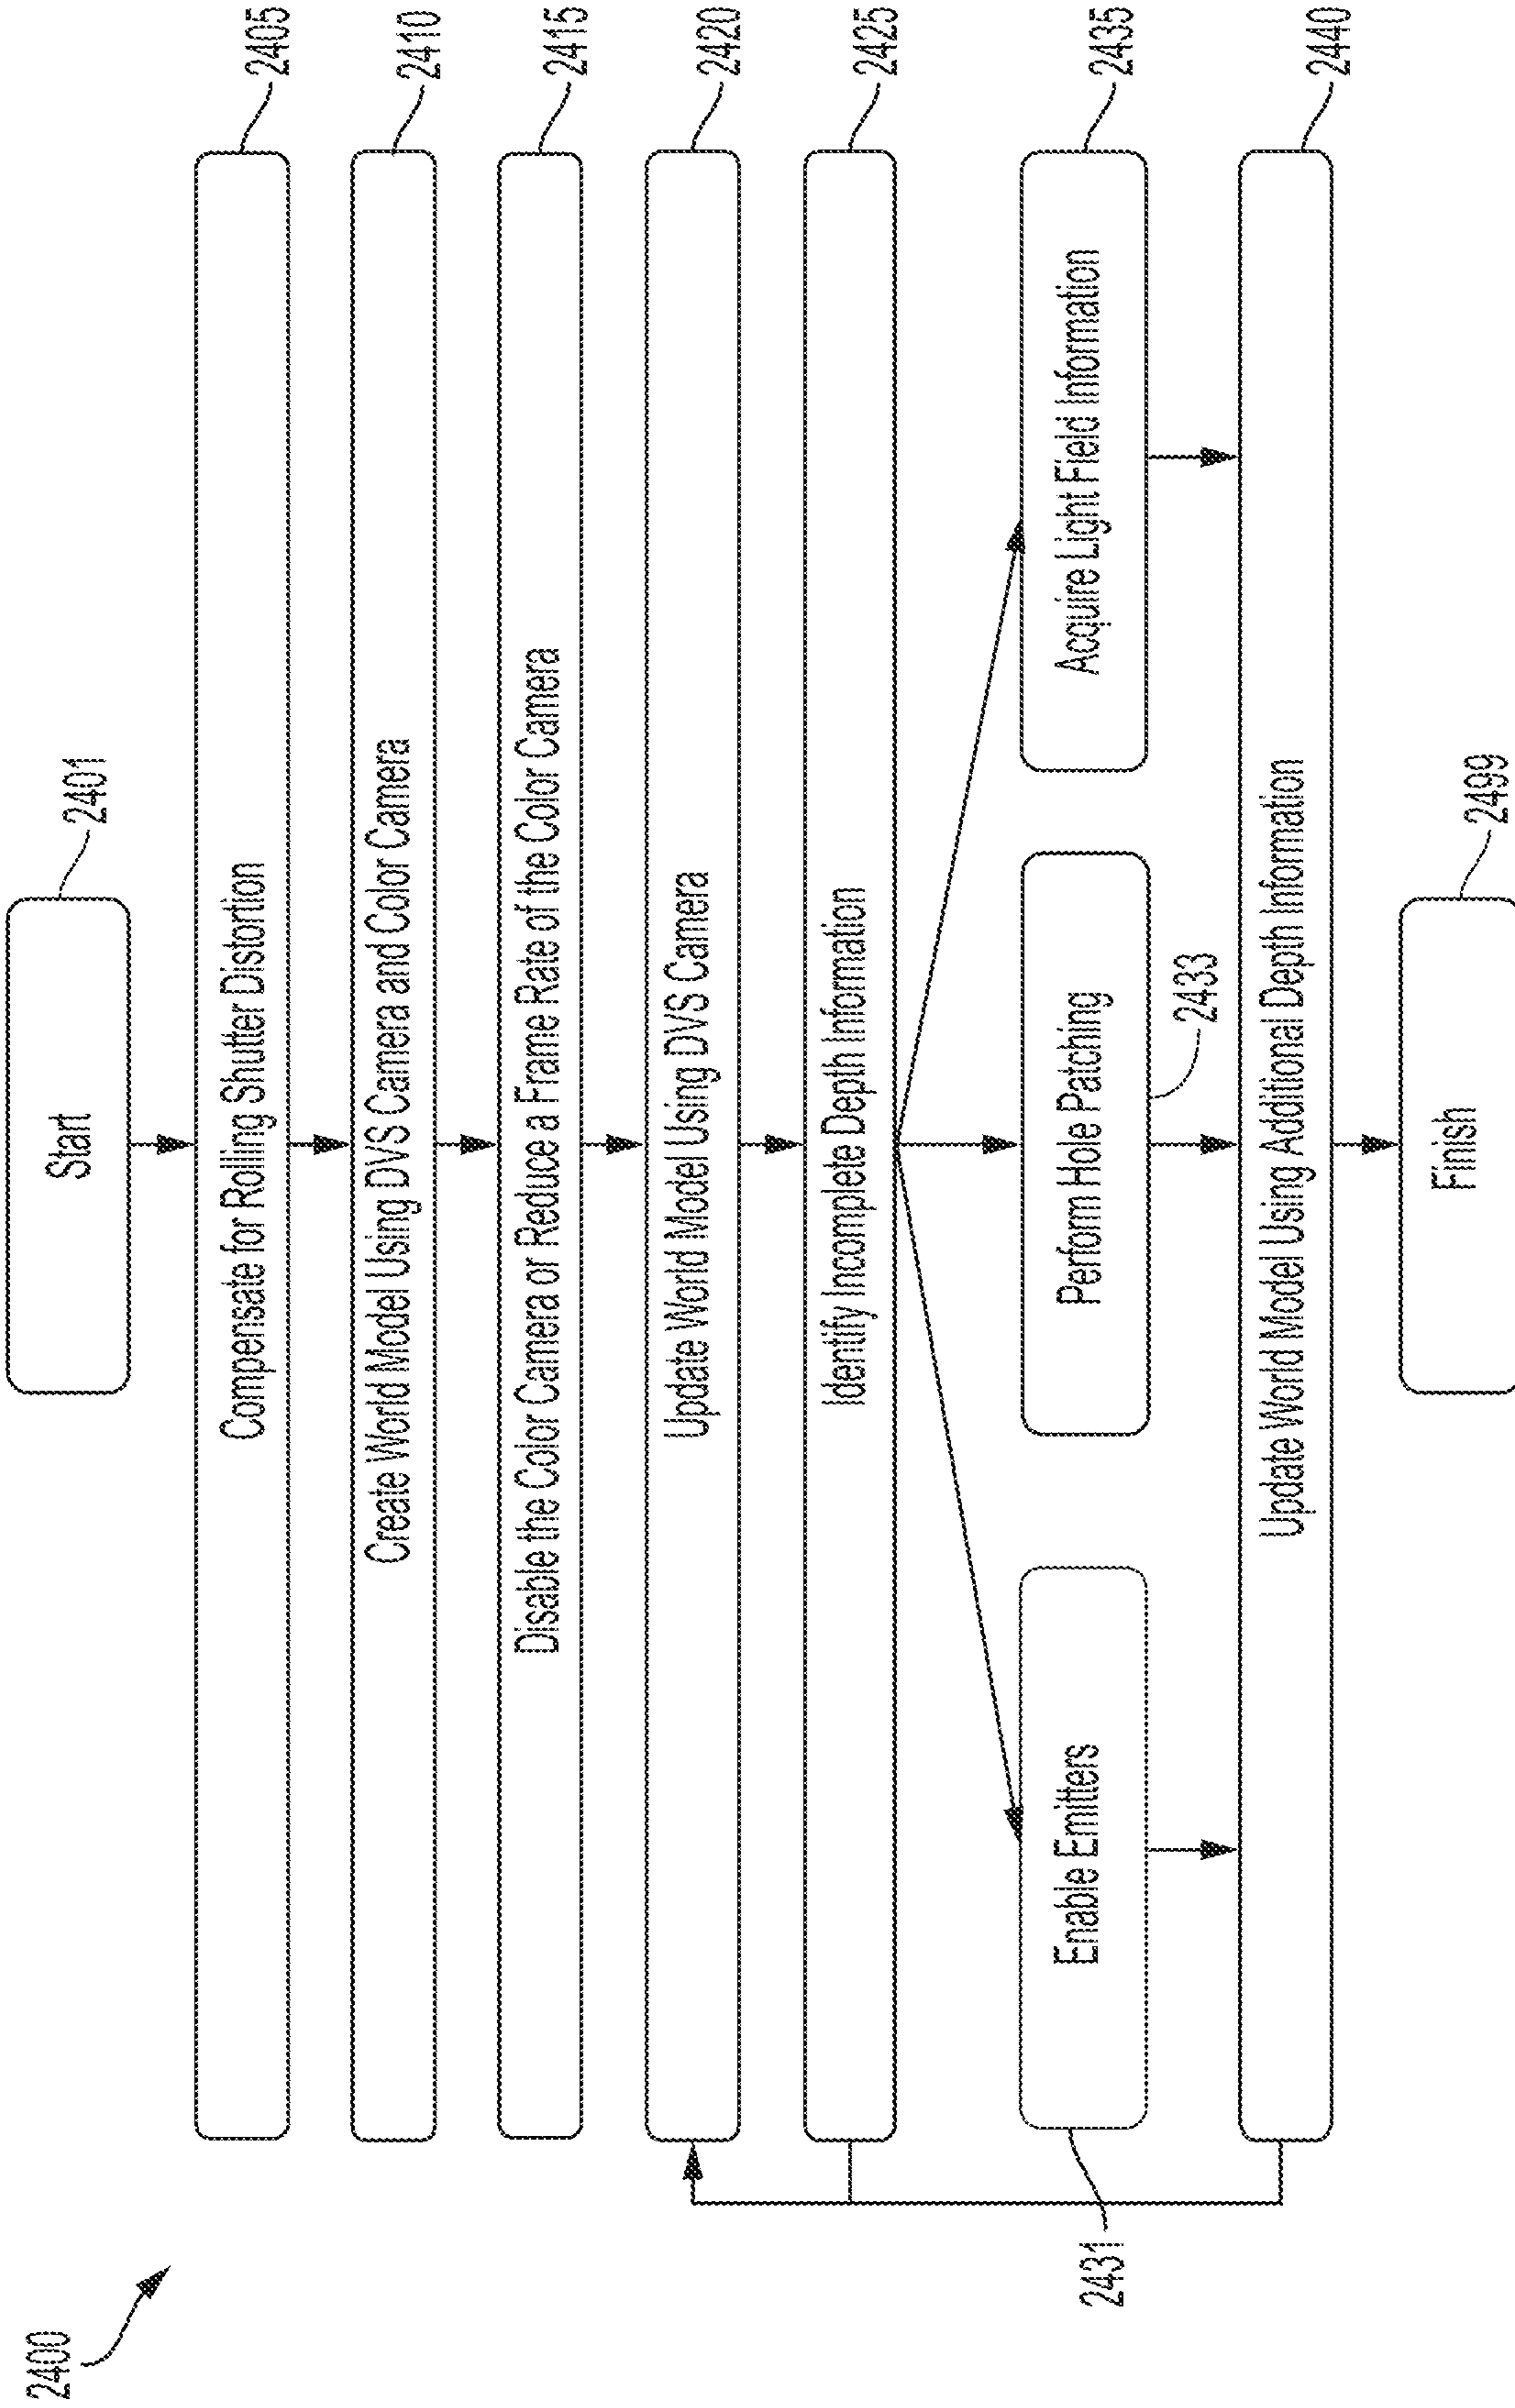 2400
Start
2401
Compensate for Rolling Shutter Distortion
2405
Create World Model Using DVS Camera and Color Camera
2410
Disable the Color Camera or Reduce a Frame Rate of the Color Camera
2415
Update World Model Using DVS Camera
2420
Identify Incomplete Depth Information
2425
Enable Emitters
2431
Perform Hole Patching
2433
Acquire Light Field Information
2435
Update World Model Using Additional Depth Information
2440
Finish
2499